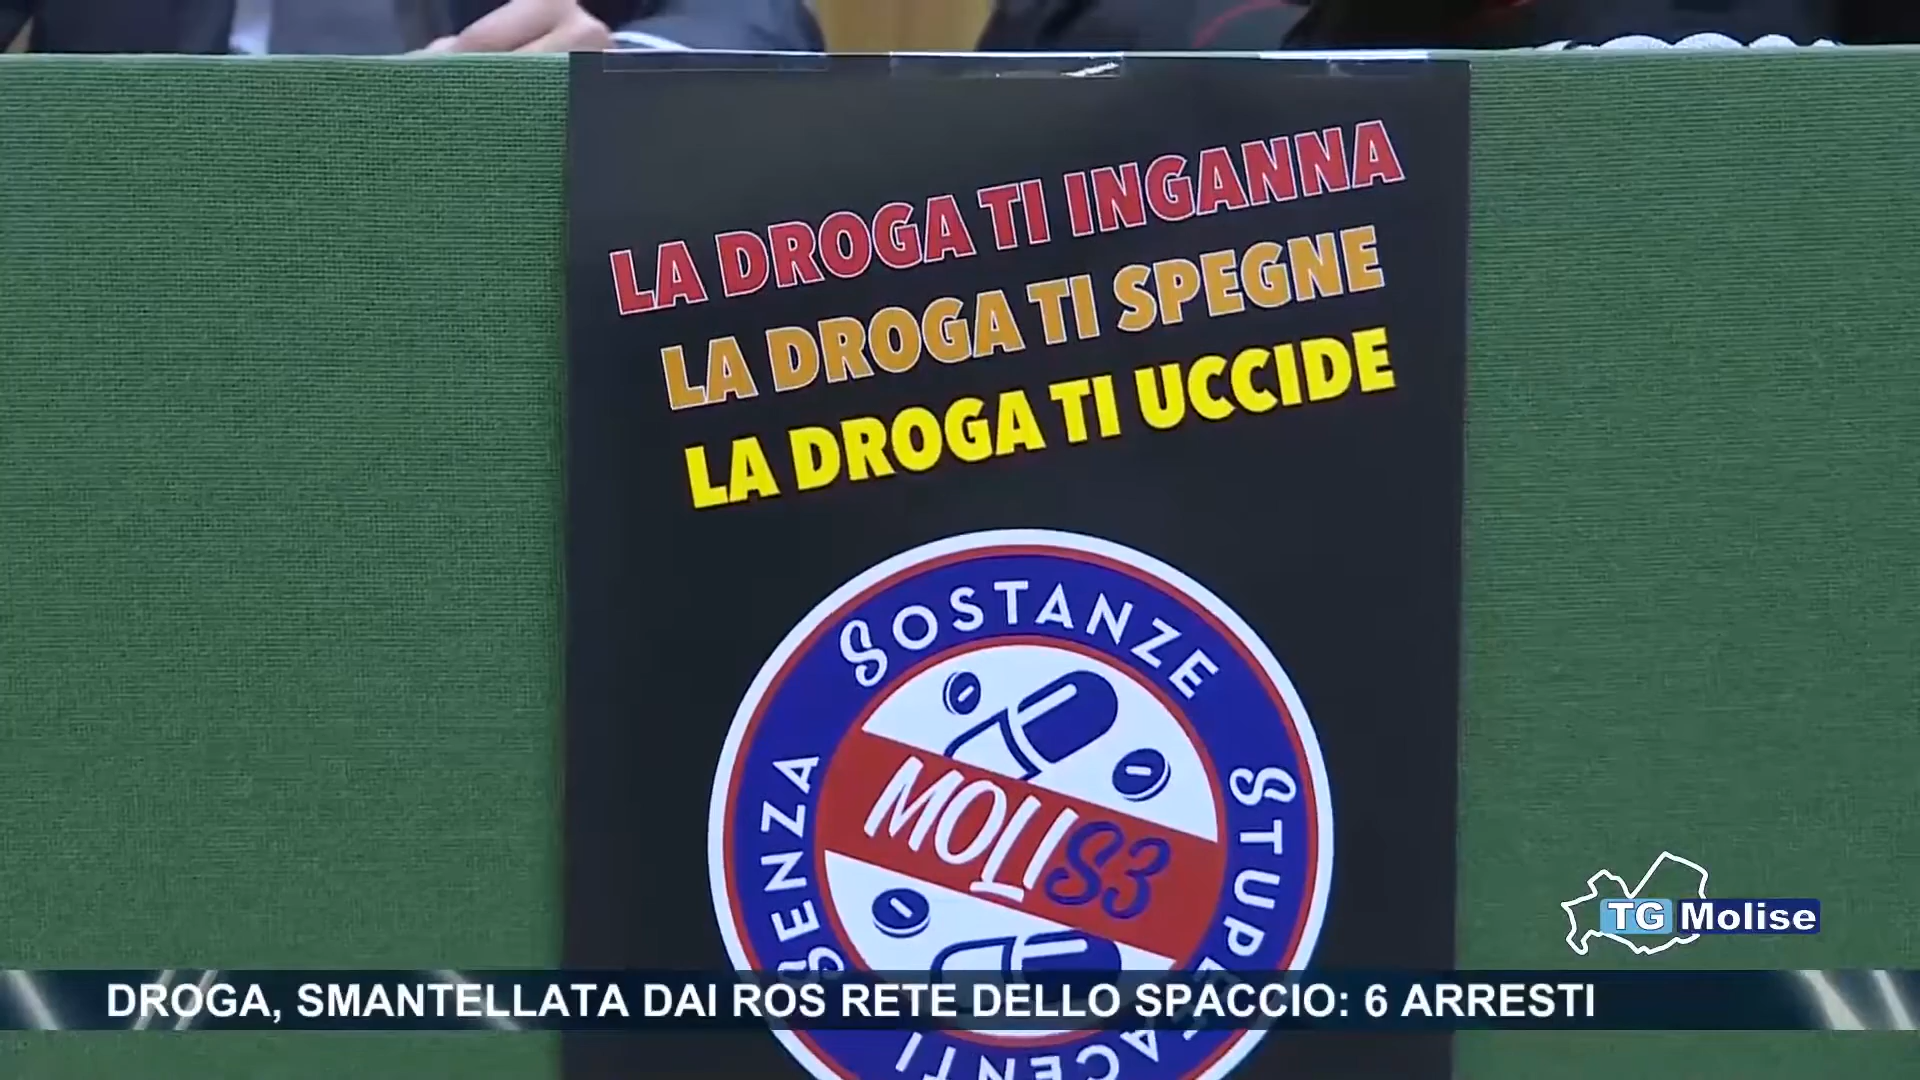 LA DROGA TI INGANNA
LA DROGA TI SPEGNE
LA DROGA TI UCCIDE
SENZA
SOSTANZE
STUPEFACENTI
MOLIS3
TG Molise
DROGA, SMANTELLATA DAI ROS RETE DELLO SPACCIO: 6 ARRESTI